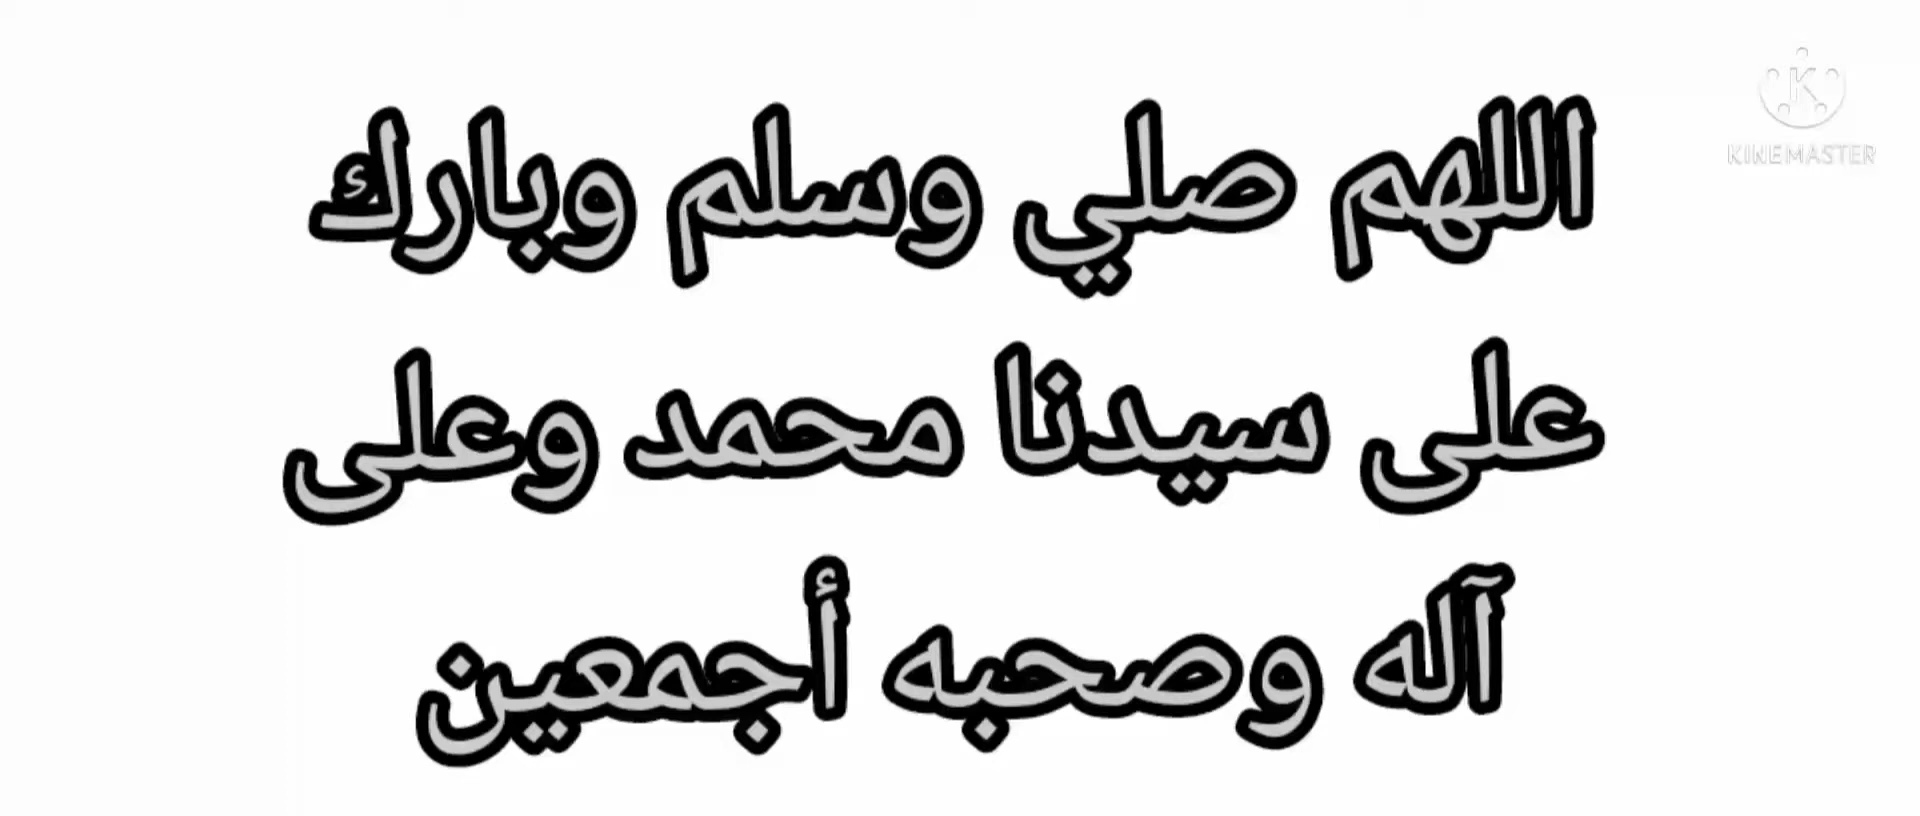 اللهم صلي وسلم وبارك
على سيدنا محمد وعلى
آله وصحبه أجمعين
KINEMASTER